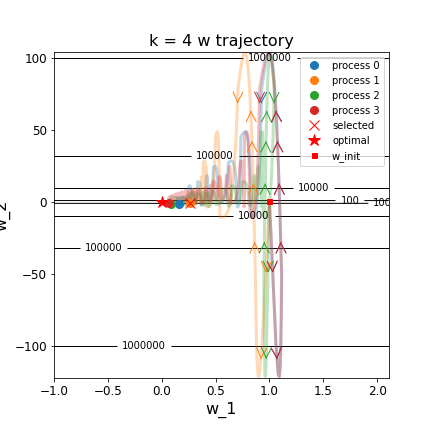 k = 4 w trajectory
100
50
0
−50
−100
w_2
1000000
100000
10000
100
100
10000
100000
1000000
process 0
process 1
process 2
process 3
selected
optimal
w_init
−1.0
−0.5
0.0
0.5
1.0
1.5
2.0
w_1